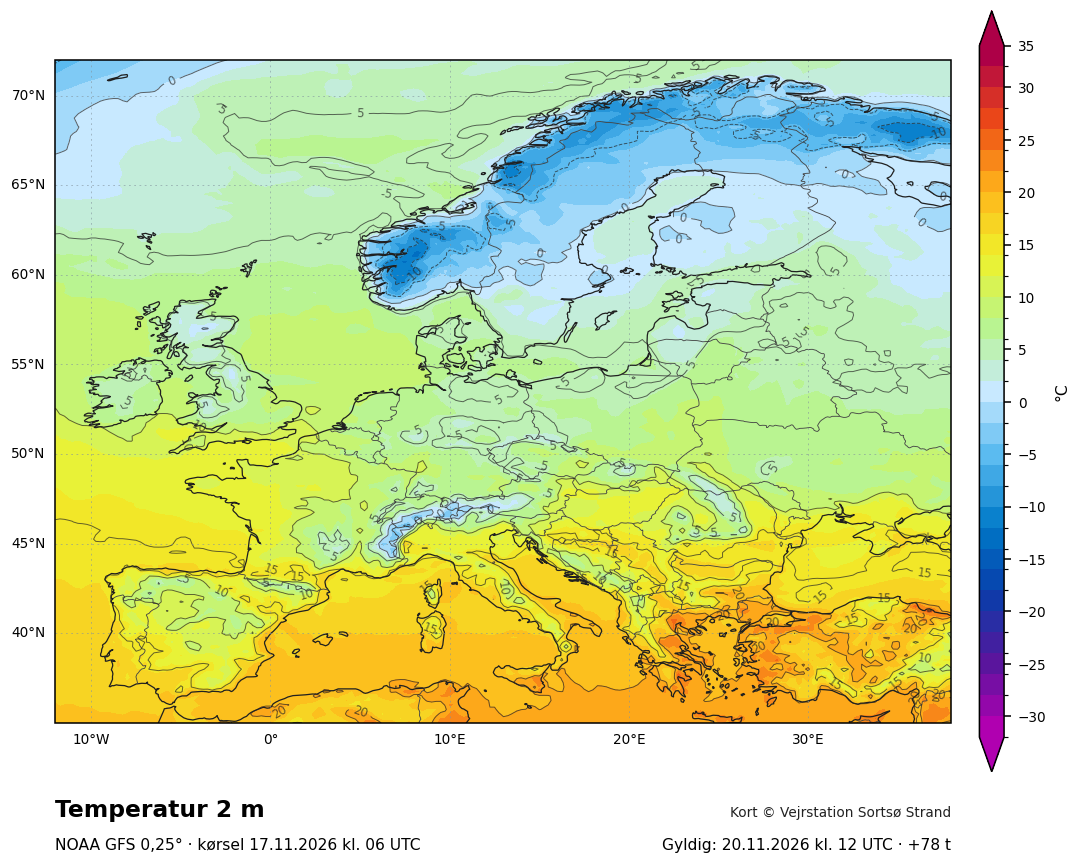 70°N
65°N
60°N
55°N
50°N
45°N
40°N
10°W 0° 10°E 20°E 30°E
35
30
25
20
15
10
5
0
−5
−10
−15
−20
−25
−30
°C
Temperatur 2 m
Kort © Vejrstation Sortsø Strand
NOAA GFS 0,25° · kørsel 17.11.2026 kl. 06 UTC
Gyldig: 20.11.2026 kl. 12 UTC · +78 t